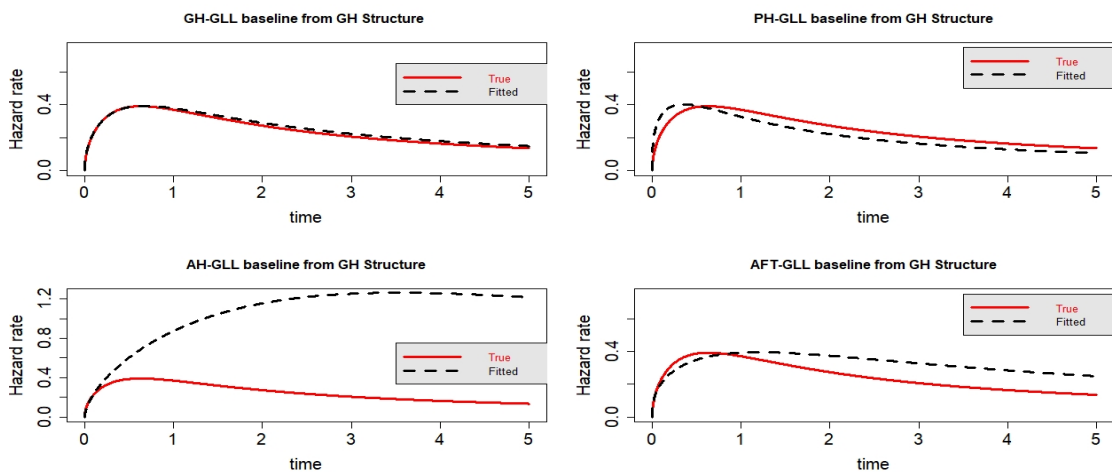 GH-GLL baseline from GH Structure
Hazard rate
0.0 0.4
True
Fitted
0 1 2 3 4 5
time
PH-GLL baseline from GH Structure
Hazard rate
0.0 0.4
True
Fitted
0 1 2 3 4 5
time
AH-GLL baseline from GH Structure
Hazard rate
0.0 0.4 0.8 1.2
True
Fitted
0 1 2 3 4 5
time
AFT-GLL baseline from GH Structure
Hazard rate
0.0 0.4
True
Fitted
0 1 2 3 4 5
time